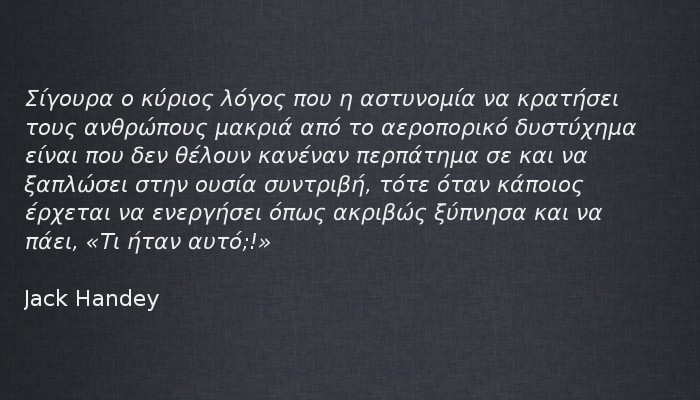 Σίγουρα ο κύριος λόγος που η αστυνομία να κρατήσει
τους ανθρώπους μακριά από το αεροπορικό δυστύχημα
είναι που δεν θέλουν κανέναν περπάτημα σε και να
ξαπλώσει στην ουσία συντριβή, τότε όταν κάποιος
έρχεται να ενεργήσει όπως ακριβώς ξύπνησα και να
πάει, «Τι ήταν αυτό;!»
Jack Handey